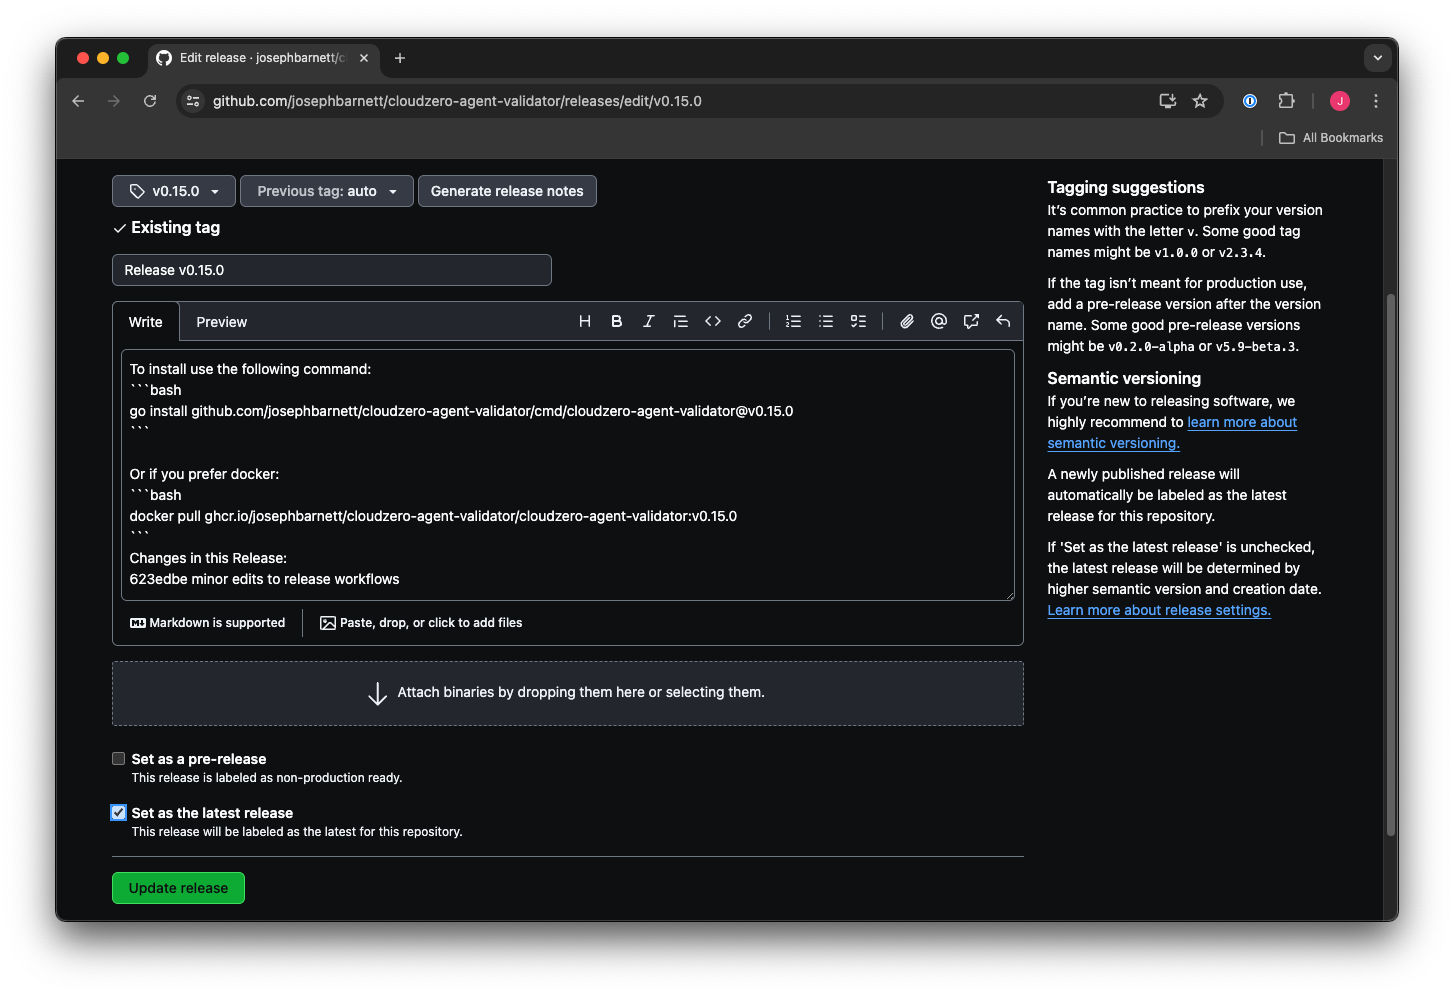 Edit release · josephbarnett/c
github.com/josephbarnett/cloudzero-agent-validator/releases/edit/v0.15.0
J
All Bookmarks
v0.15.0
Previous tag: auto
Generate release notes
Existing tag
Release v0.15.0
Write
Preview
H B I
To install use the following command:
```bash
go install github.com/josephbarnett/cloudzero-agent-validator/cmd/cloudzero-agent-validator@v0.15.0
```
Or if you prefer docker:
```bash
docker pull ghcr.io/josephbarnett/cloudzero-agent-validator/cloudzero-agent-validator:v0.15.0
```
Changes in this Release:
623edbe minor edits to release workflows
Markdown is supported
Paste, drop, or click to add files
Attach binaries by dropping them here or selecting them.
Set as a pre-release
This release is labeled as non-production ready.
Set as the latest release
This release will be labeled as the latest for this repository.
Update release
Tagging suggestions
It's common practice to prefix your version
names with the letter v. Some good tag
names might be v1.0.0 or v2.3.4.
If the tag isn't meant for production use,
add a pre-release version after the version
name. Some good pre-release versions
might be v0.2.0-alpha or v5.9-beta.3.
Semantic versioning
If you're new to releasing software, we
highly recommend to learn more about
semantic versioning.
A newly published release will
automatically be labeled as the latest
release for this repository.
If 'Set as the latest release' is unchecked,
the latest release will be determined by
higher semantic version and creation date.
Learn more about release settings.